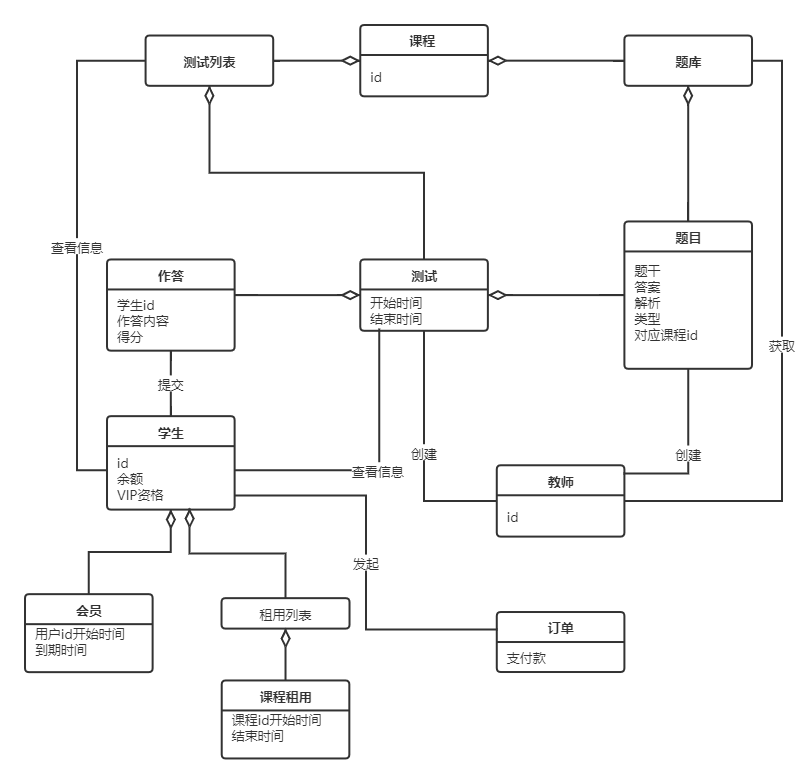 课程
id
测试列表
题库
查看信息
作答
学生id
作答内容
得分
测试
开始时间
结束时间
题目
题干
答案
解析
类型
对应课程id
获取
提交
学生
id
余额
VIP资格
查看信息
创建
创建
教师
id
发起
会员
用户id开始时间
到期时间
租用列表
订单
支付款
课程租用
课程id开始时间
结束时间